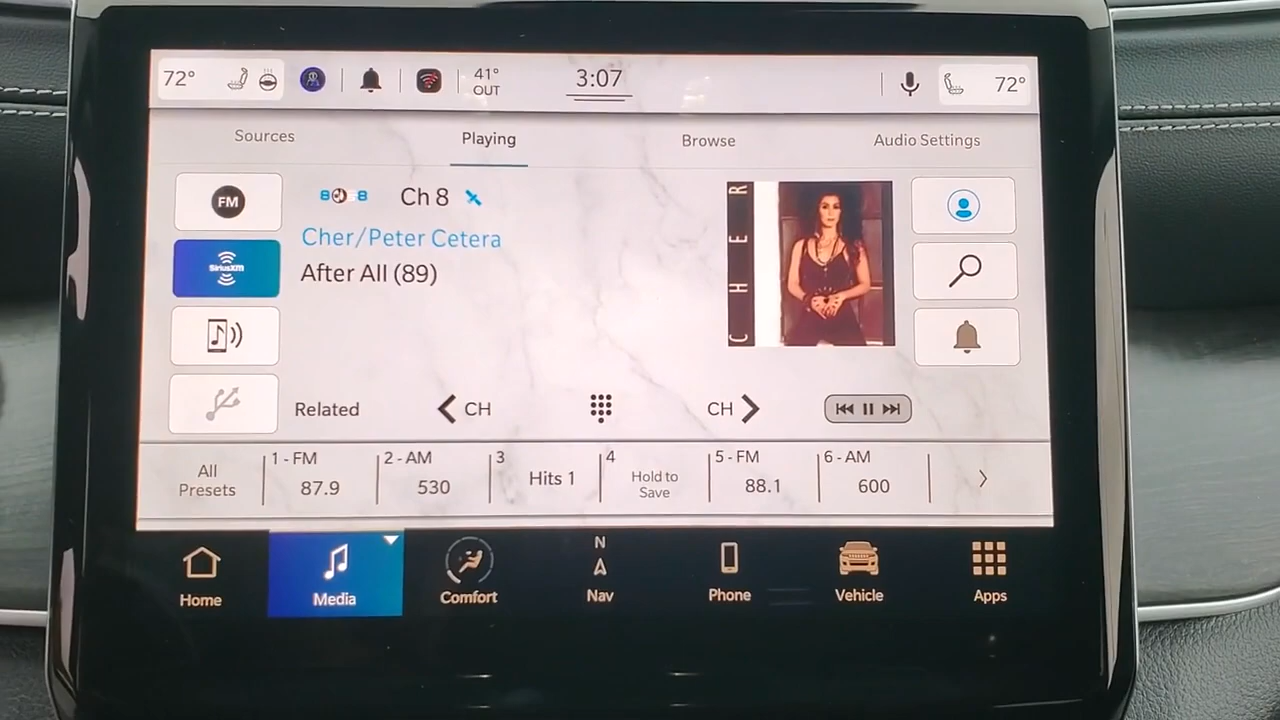 72°
41°
OUT
3:07
72°
Sources
Playing
Browse
Audio Settings
FM
Ch 8
Cher/Peter Cetera
SiriusXM
After All (89)
CHER
Related
CH
CH
All
Presets
1 - FM
87.9
2 - AM
530
3
Hits 1
4
Hold to
Save
5 - FM
88.1
6 - AM
600
Home
Media
Comfort
N
Nav
Phone
Vehicle
Apps